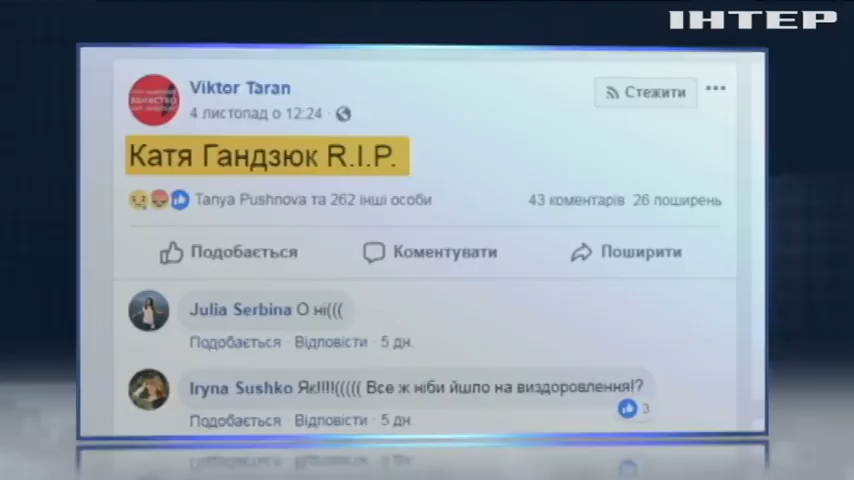 ІНТЕР
Viktor Taran
4 листопад о 12:24 ·
Стежити
Катя Гандзюк R.I.P.
Tanya Pushnova та 262 інші особи
43 коментарів 26 поширень
Подобається Коментувати Поширити
Julia Serbina О ні(((
Подобається · Відповісти · 5 дн.
Iryna Sushko Як!!!!((((( Все ж ніби йшло на виздоровлення!?
3
Подобається · Відповісти · 5 дн.